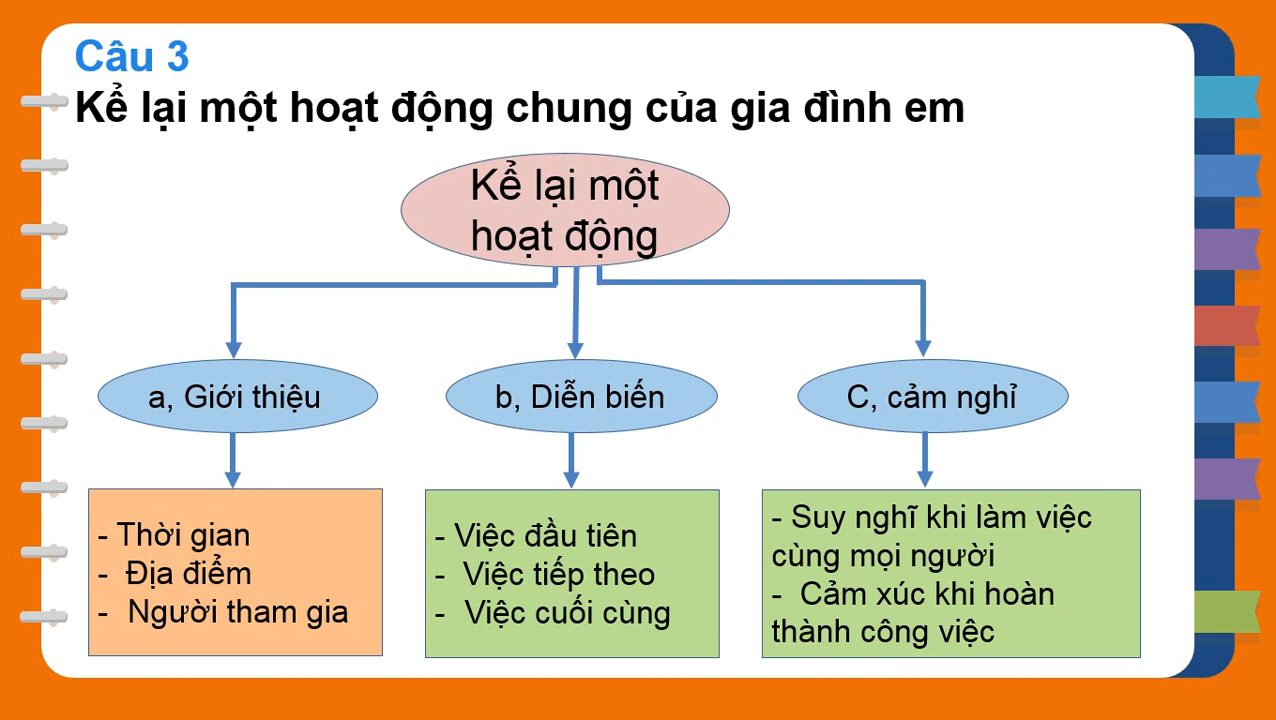 Câu 3
Kể lại một hoạt động chung của gia đình em
Kể lại một
hoạt động
a, Giới thiệu
b, Diễn biến
C, cảm nghỉ
- Thời gian
- Địa điểm
- Người tham gia
- Việc đầu tiên
- Việc tiếp theo
- Việc cuối cùng
- Suy nghĩ khi làm việc
cùng mọi người
- Cảm xúc khi hoàn
thành công việc